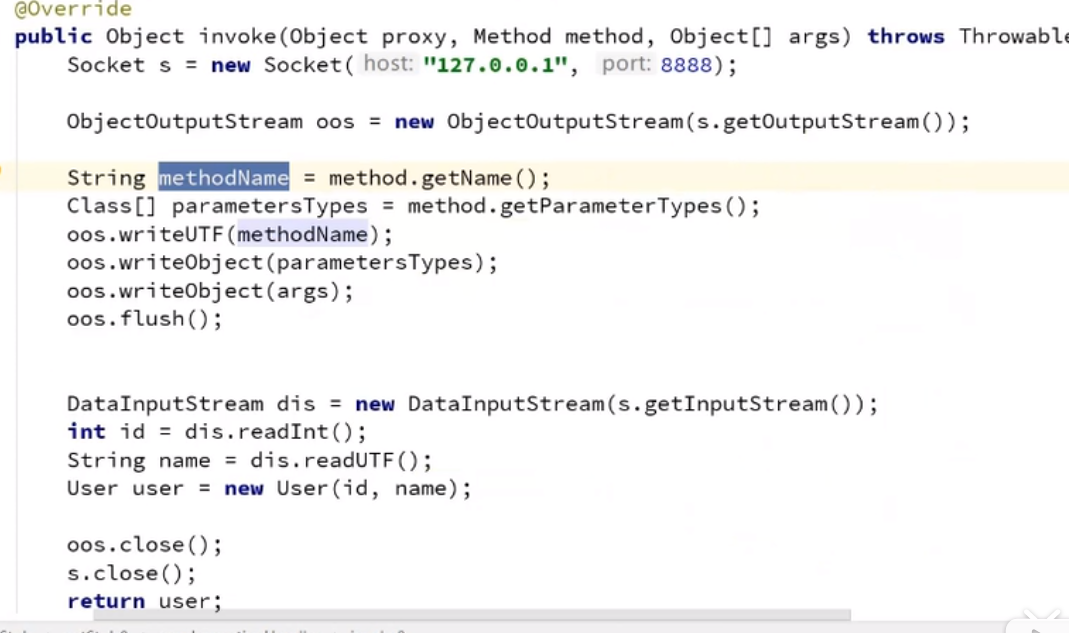 @Override
public Object invoke(Object proxy, Method method, Object[] args) throws Throwable
Socket s = new Socket( host: "127.0.0.1", port: 8888);
ObjectOutputStream oos = new ObjectOutputStream(s.getOutputStream());
String methodName = method.getName();
Class[] parametersTypes = method.getParameterTypes();
oos.writeUTF(methodName);
oos.writeObject(parametersTypes);
oos.writeObject(args);
oos.flush();
DataInputStream dis = new DataInputStream(s.getInputStream());
int id = dis.readInt();
String name = dis.readUTF();
User user = new User(id, name);
oos.close();
s.close();
return user;